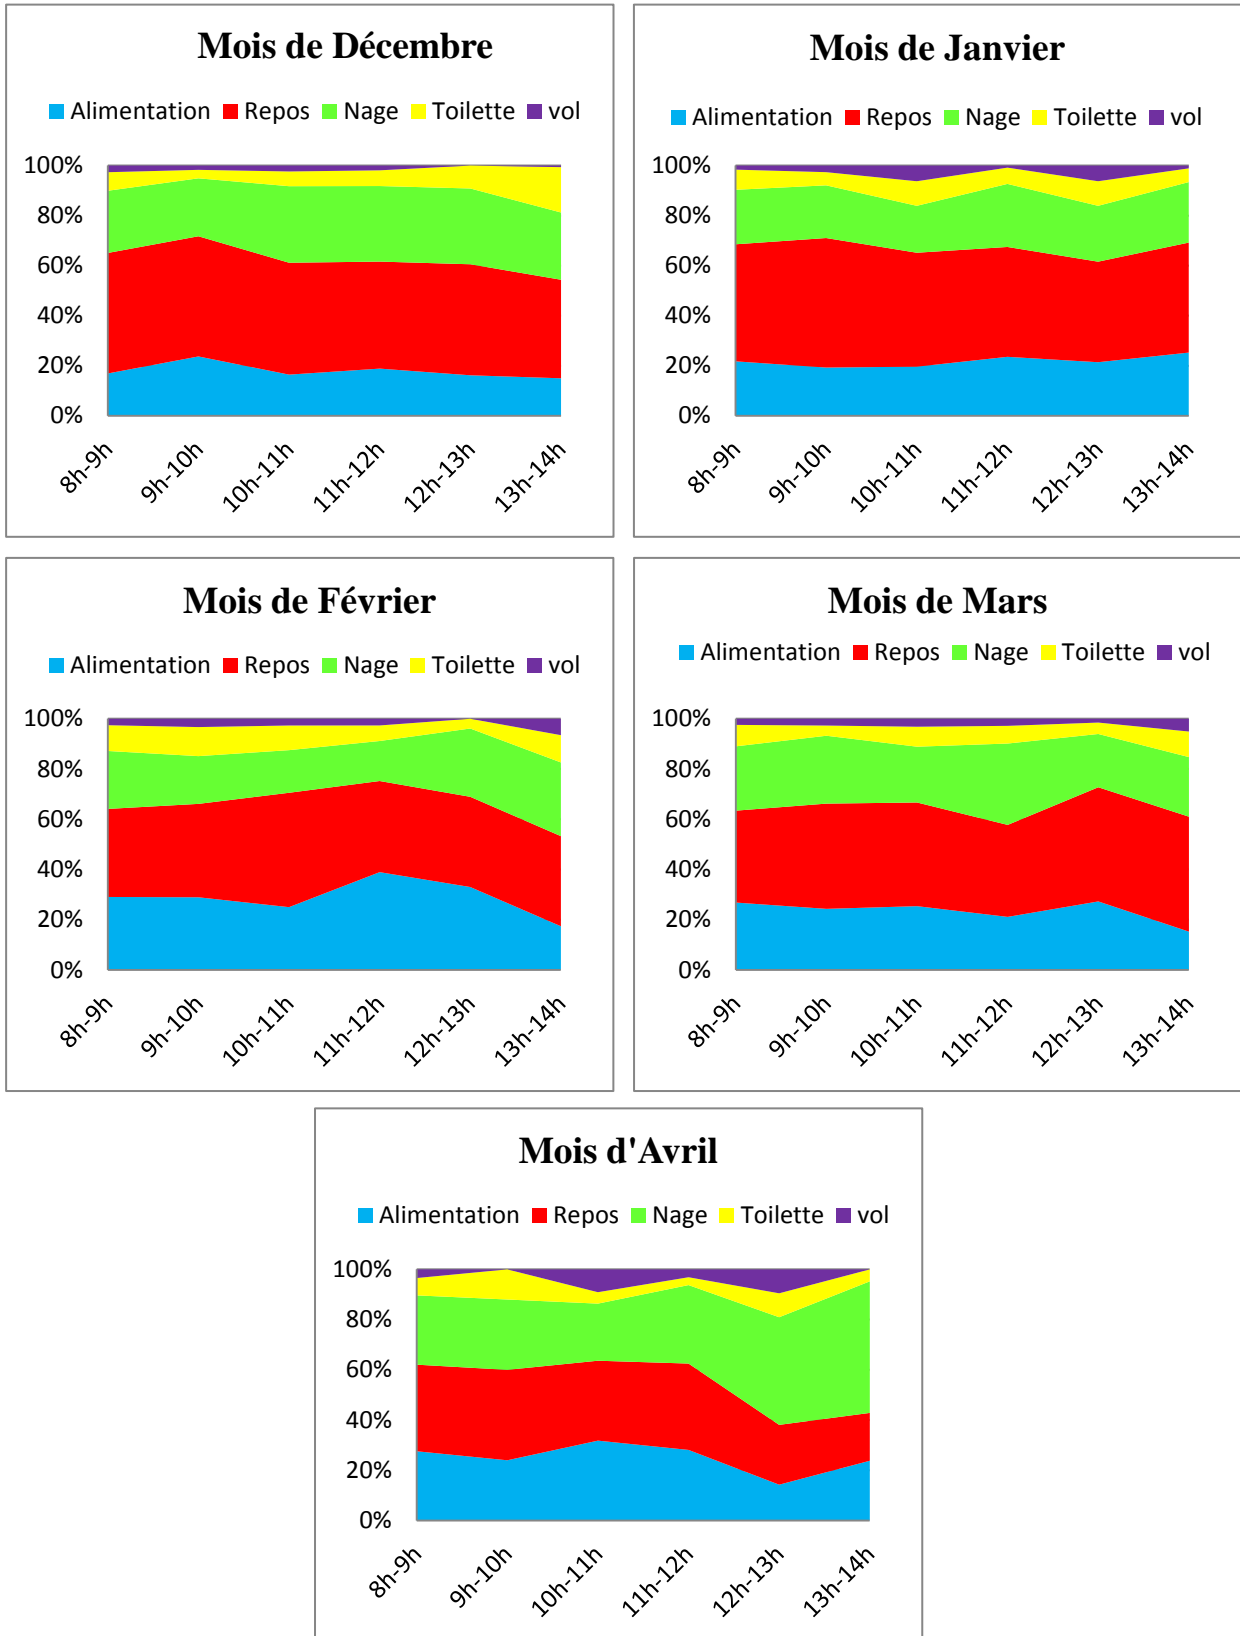 Mois de Décembre
Alimentation Repos Nage Toilette vol
100%
80%
60%
40%
20%
0%
8h-9h 9h-10h 10h-11h 11h-12h 12h-13h 13h-14h
Mois de Janvier
Alimentation Repos Nage Toilette vol
100%
80%
60%
40%
20%
0%
8h-9h 9h-10h 10h-11h 11h-12h 12h-13h 13h-14h
Mois de Février
Alimentation Repos Nage Toilette vol
100%
80%
60%
40%
20%
0%
8h-9h 9h-10h 10h-11h 11h-12h 12h-13h 13h-14h
Mois de Mars
Alimentation Repos Nage Toilette vol
100%
80%
60%
40%
20%
0%
8h-9h 9h-10h 10h-11h 11h-12h 12h-13h 13h-14h
Mois d'Avril
Alimentation Repos Nage Toilette vol
100%
80%
60%
40%
20%
0%
8h-9h 9h-10h 10h-11h 11h-12h 12h-13h 13h-14h